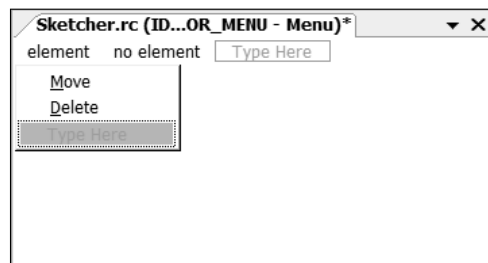 Sketcher.rc (ID...OR_MENU - Menu)*
element no element Type Here
Move
Delete
Type Here